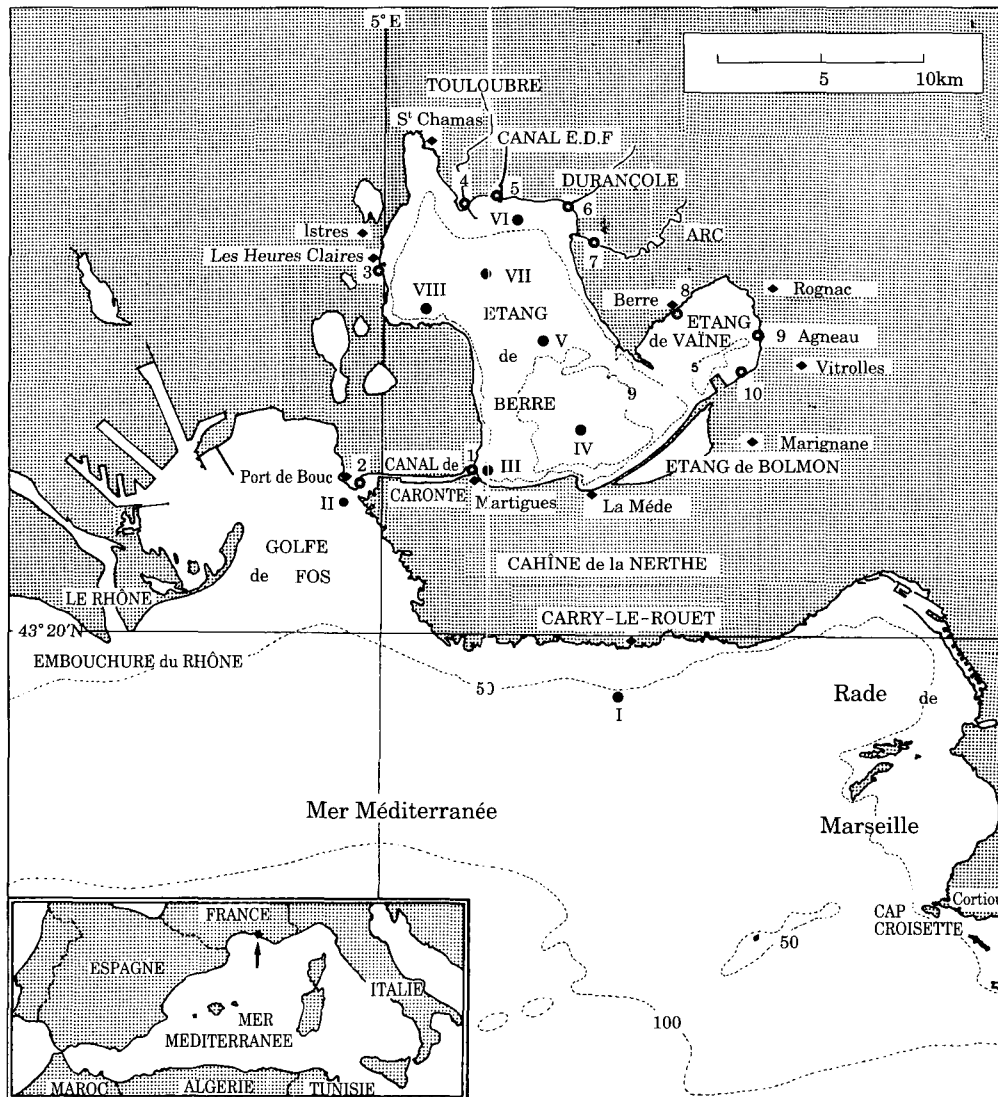 5° E
5
10km
TOULOUBRE
Sᵗ Chamas
CANAL E.D.F
4
5
DURANÇOLE
6
VI
Istres
ARC
7
Les Heures Claires
3
VII
VIII
8
Rognac
Berre
ETANG
ETANG
de VAÏNE
9 Agneau
V
de
5
Vitrolles
9
10
BERRE
IV
Marignane
1
III
ETANG de BOLMON
Port de Bouc
2
CANAL de
CARONTE
Martigues
La Méde
II
GOLFE
de
FOS
CAHÎNE de la NERTHE
LE RHÔNE
CARRY-LE-ROUET
43° 20'N
EMBOUCHURE du RHÔNE
50
I
Rade de
Mer Méditerranée
Marseille
CAP
CROISETTE
Cortiou
50
100
FRANCE
ESPAGNE
ITALIE
MER
MEDITERRANEE
MAROC
ALGERIE
TUNISIE